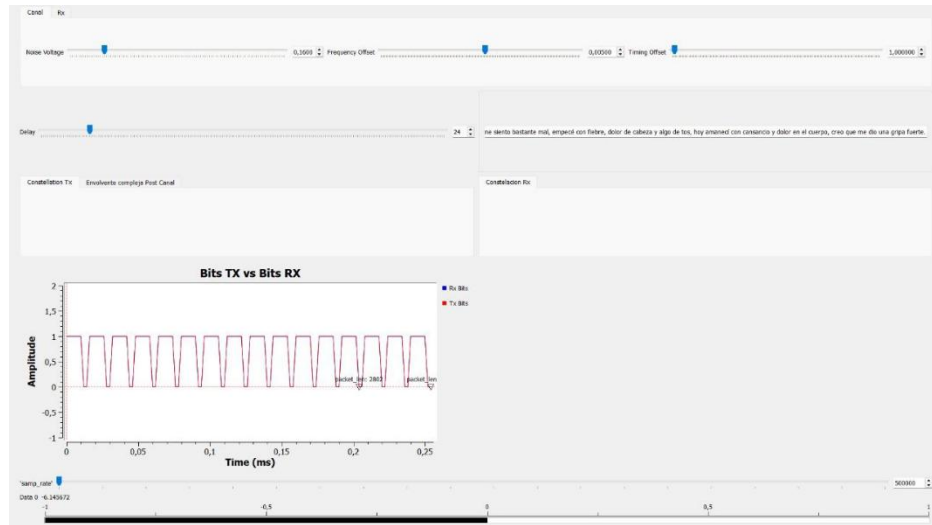 Canal Rx
Noise Voltage 0,1600 Frequency Offset 0,00500 Timing Offset 1,000000
Delay 24 me siento bastante mal, empecé con fiebre, dolor de cabeza y algo de tos, hoy amanecí con cansancio y dolor en el cuerpo, creo que me dio una gripa fuerte.
Constellation TX Envolvente compleja Post Canal Constelacion Rx
Bits TX vs Bits RX
Rx Bits
Tx Bits
2
1,5
1
0,5
0
-0,5
-1
Amplitude
packet_len: 2802 packet_len
0 0,05 0,1 0,15 0,2 0,25
Time (ms)
'samp_rate' 500000
Data 0 -6.145672
-1 -0,5 0 0,5 1